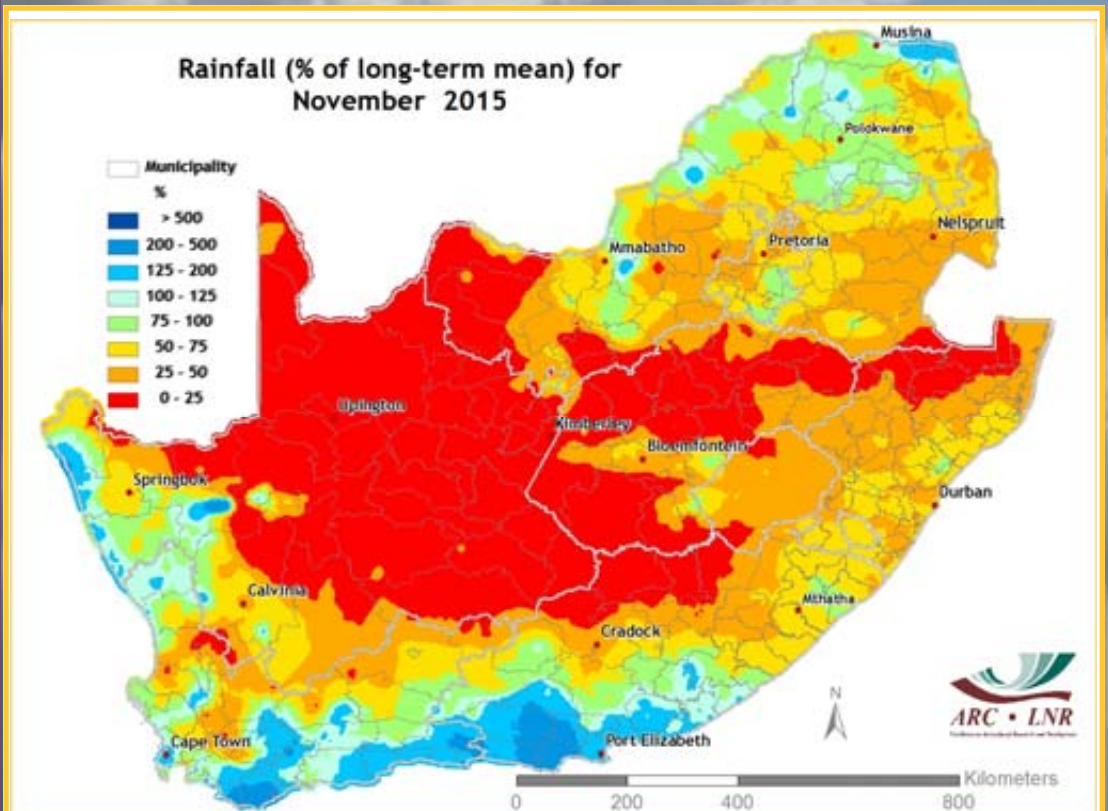 Rainfall (% of long-term mean) for
November 2015
Municipality
%
> 500
200 - 500
125 - 200
100 - 125
75 - 100
50 - 75
25 - 50
0 - 25
Musina
Polokwane
Nelspruit
Mmabatho
Pretoria
Upington
Kimberley
Bloemfontein
Springbok
Durban
Calvinia
Mthatha
Cradock
Cape Town
Port Elizabeth
N
ARC • LNR
Kilometers
0 200 400 800